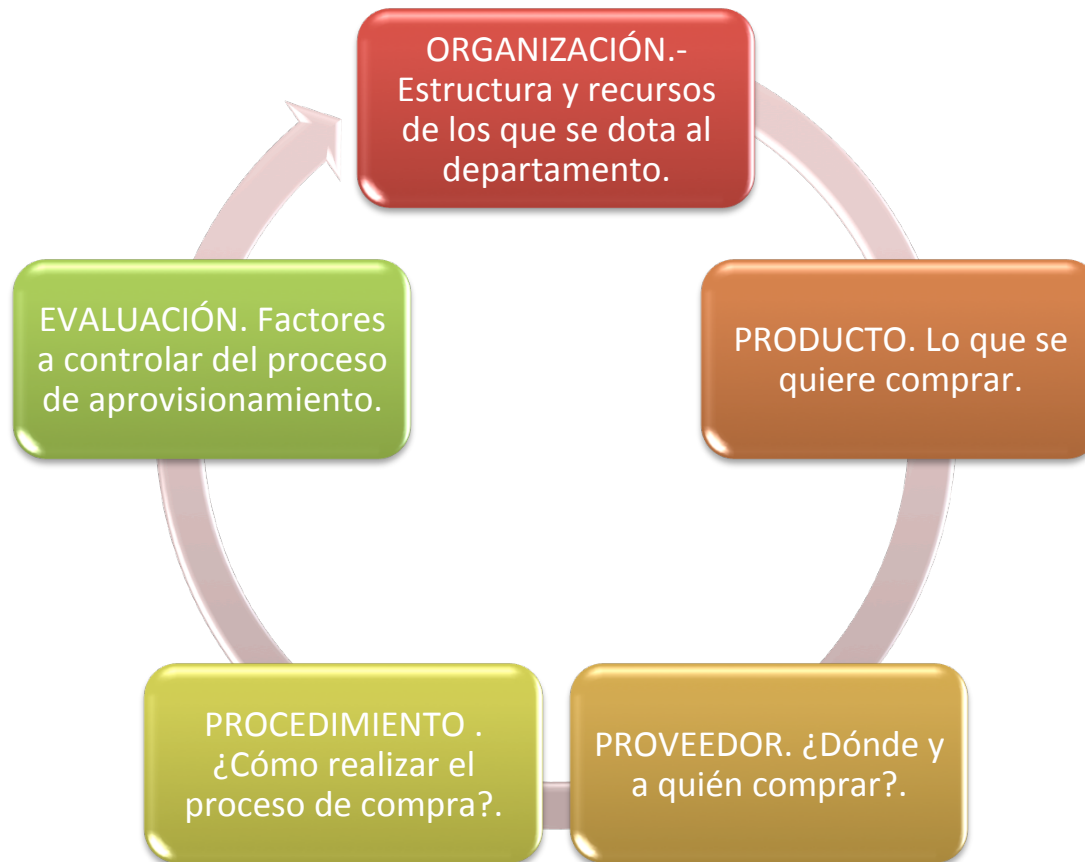 ORGANIZACIÓN.-
Estructura y recursos
de los que se dota al
departamento.
PRODUCTO. Lo que se
quiere comprar.
PROVEEDOR. ¿Dónde y
a quién comprar?.
PROCEDIMIENTO .
¿Cómo realizar el
proceso de compra?.
EVALUACIÓN. Factores
a controlar del proceso
de aprovisionamiento.